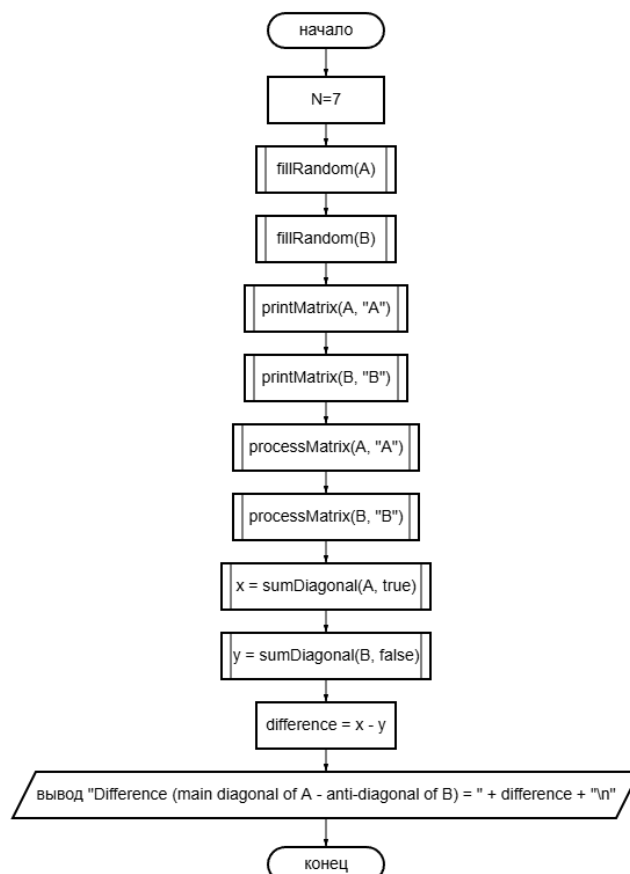 начало
N=7
fillRandom(A)
fillRandom(B)
printMatrix(A, "A")
printMatrix(B, "B")
processMatrix(A, "A")
processMatrix(B, "B")
x = sumDiagonal(A, true)
y = sumDiagonal(B, false)
difference = x - y
вывод "Difference (main diagonal of A - anti-diagonal of B) = " + difference + "\n"
конец